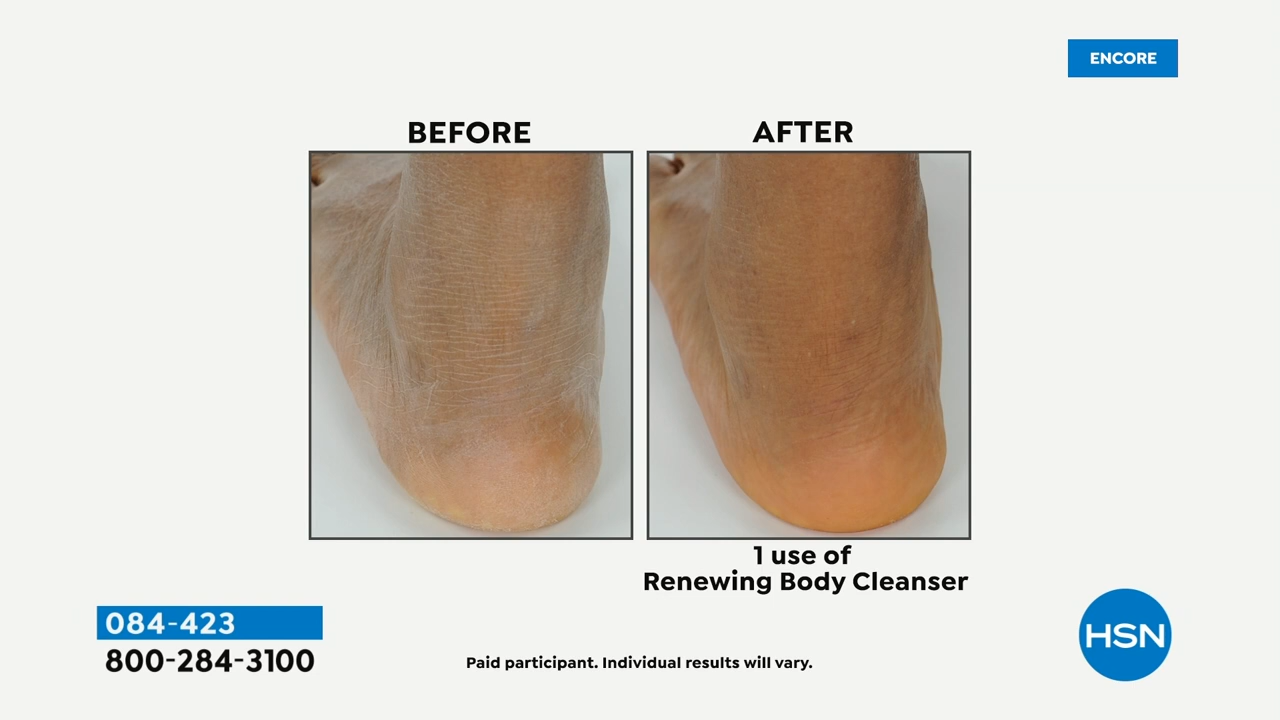 ENCORE
BEFORE
AFTER
1 use of
Renewing Body Cleanser
084-423
800-284-3100
Paid participant. Individual results will vary.
HSN